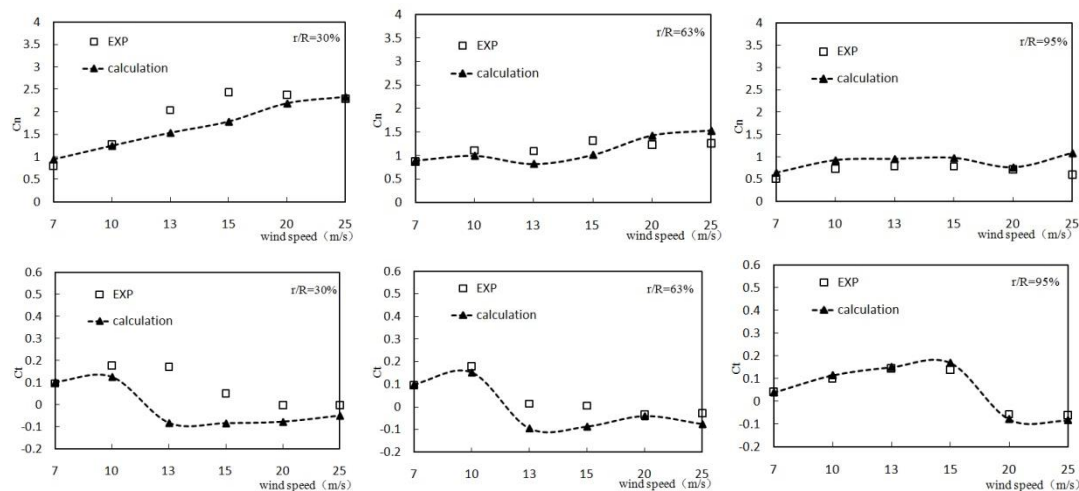 4
3.5
3
2.5
2
1.5
1
0.5
0
Cn
r/R=30%
EXP
calculation
7 10 13 15 20 25
wind speed（m/s）
4
3.5
3
2.5
2
1.5
1
0.5
0
Cn
r/R=63%
EXP
calculation
7 10 13 15 20 25
wind speed（m/s）
4
3.5
3
2.5
2
1.5
1
0.5
0
Cn
r/R=95%
EXP
calculation
7 10 13 15 20 25
wind speed（m/s）
0.6
0.5
0.4
0.3
0.2
0.1
0
-0.1
-0.2
Ct
r/R=30%
EXP
calculation
7 10 13 15 20 25
wind speed（m/s）
0.6
0.5
0.4
0.3
0.2
0.1
0
-0.1
-0.2
Ct
r/R=63%
EXP
calculation
7 10 13 15 20 25
wind speed（m/s）
0.6
0.5
0.4
0.3
0.2
0.1
0
-0.1
-0.2
Ct
r/R=95%
EXP
calculation
7 10 13 15 20 25
wind speed（m/s）